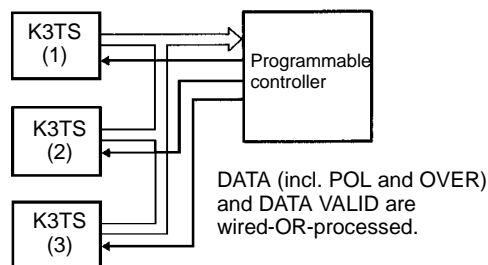 K3TS
(1)
Programmable
controller
K3TS
(2)
DATA (incl. POL and OVER)
and DATA VALID are
wired-OR-processed.
K3TS
(3)